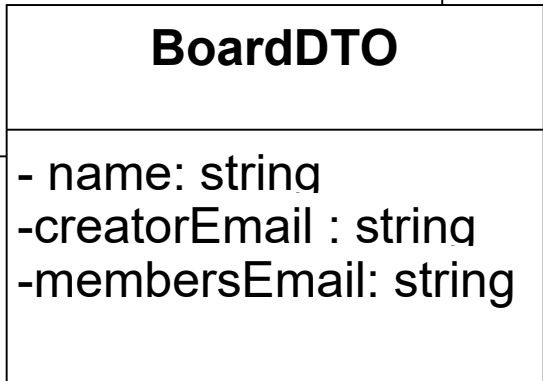 BoardDTO
- name: string
-creatorEmail : string
-membersEmail: string